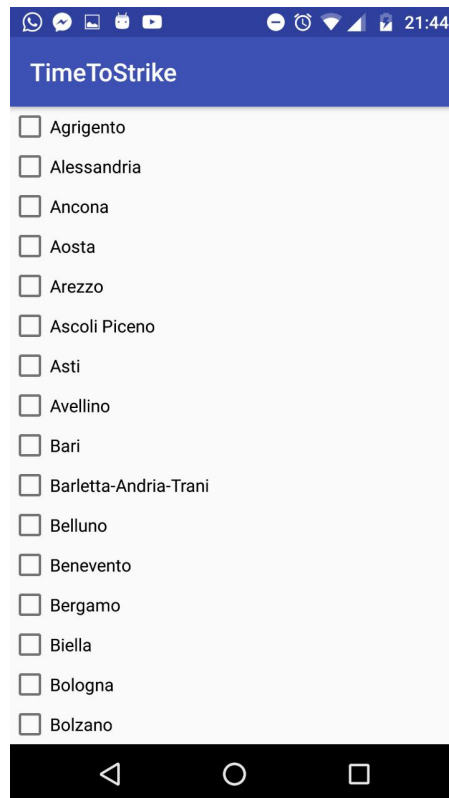 21:44
TimeToStrike
Agrigento
Alessandria
Ancona
Aosta
Arezzo
Ascoli Piceno
Asti
Avellino
Bari
Barletta-Andria-Trani
Belluno
Benevento
Bergamo
Biella
Bologna
Bolzano